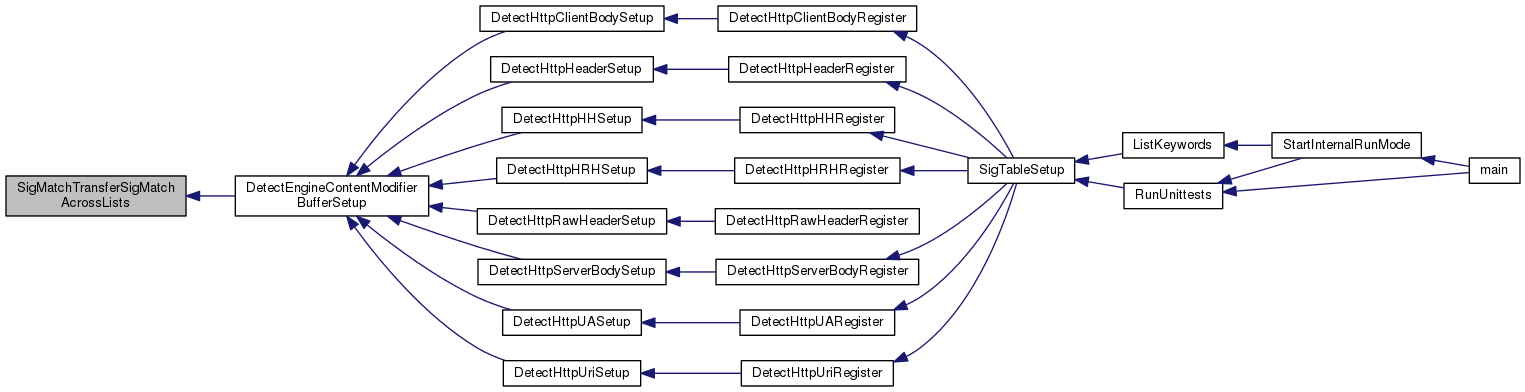 DetectHttpClientBodySetup
DetectHttpClientBodyRegister
DetectHttpHeaderSetup
DetectHttpHeaderRegister
DetectHttpHHSetup
DetectHttpHHRegister
ListKeywords
StartInternalRunMode
DetectHttpHRHSetup
DetectHttpHRHRegister
SigTableSetup
main
SigMatchTransferSigMatch
AcrossLists
DetectEngineContentModifier
BufferSetup
RunUnittests
DetectHttpRawHeaderSetup
DetectHttpRawHeaderRegister
DetectHttpServerBodySetup
DetectHttpServerBodyRegister
DetectHttpUASetup
DetectHttpUARegister
DetectHttpUriSetup
DetectHttpUriRegister